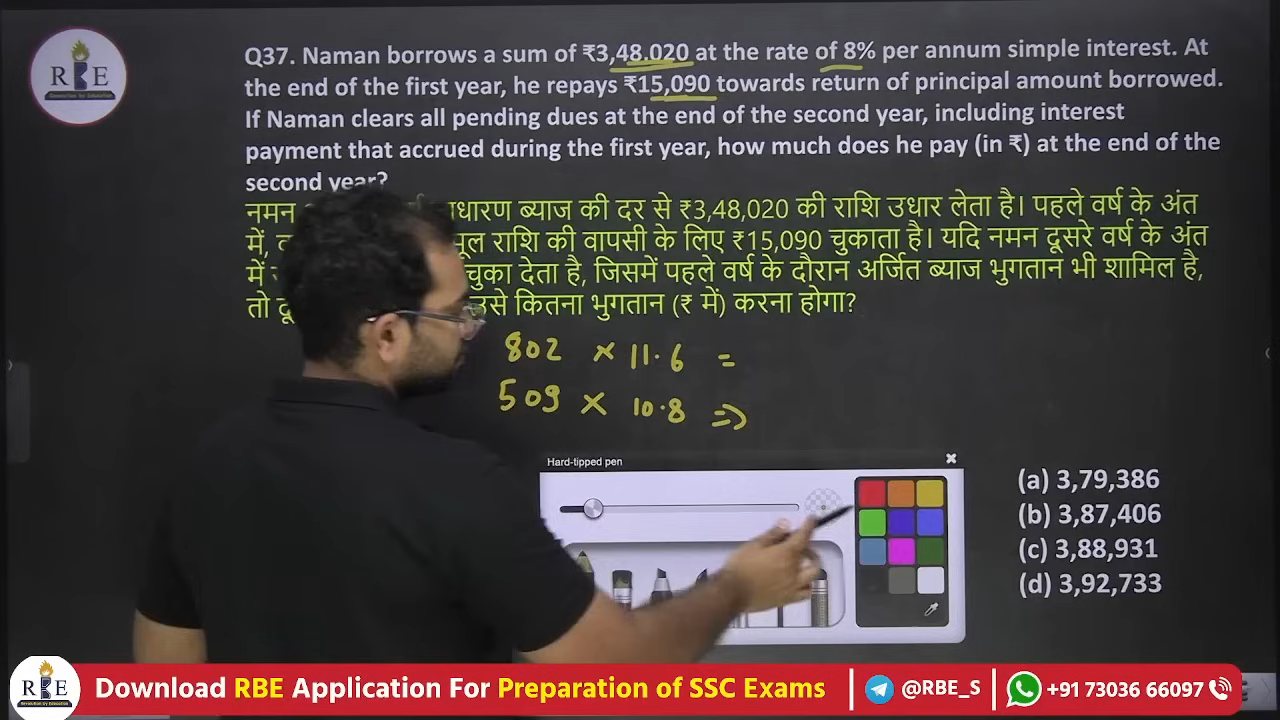 RBE
Q37. Naman borrows a sum of ₹3,48,020 at the rate of 8% per annum simple interest. At
the end of the first year, he repays ₹15,090 towards return of principal amount borrowed.
If Naman clears all pending dues at the end of the second year, including interest
payment that accrued during the first year, how much does he pay (in ₹) at the end of the
second year?
नमन धारण ब्याज की दर से ₹3,48,020 की राशि उधार लेता है। पहले वर्ष के अंत
में, मूल राशि की वापसी के लिए ₹15,090 चुकाता है। यदि नमन दूसरे वर्ष के अंत
में चुका देता है, जिसमें पहले वर्ष के दौरान अर्जित ब्याज भुगतान भी शामिल है,
तो उसे कितना भुगतान (₹ में) करना होगा?
802 × 11.6 =
509 × 10.8 =>
Hard-tipped pen
(a) 3,79,386
(b) 3,87,406
(c) 3,88,931
(d) 3,92,733
RBE
Download RBE Application For Preparation of SSC Exams
@RBE_S
+91 73036 66097